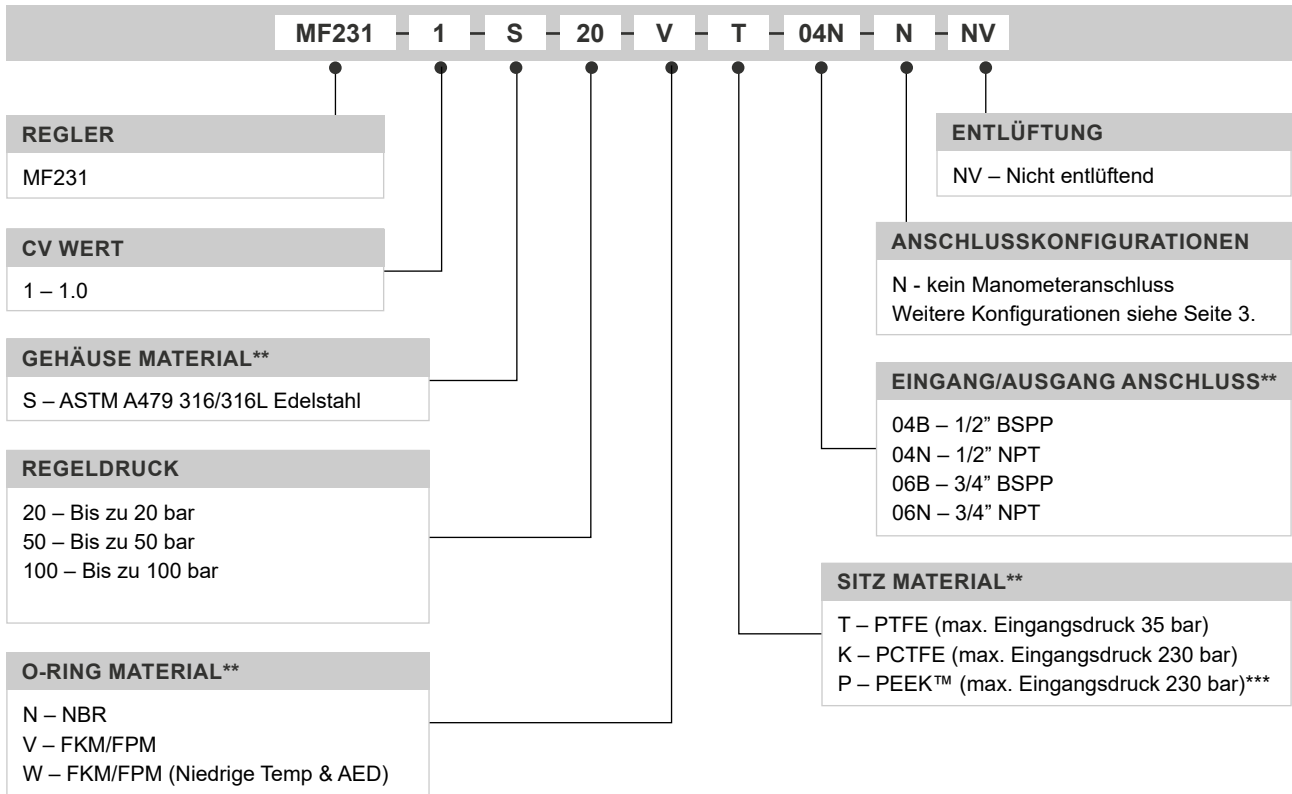 MF231 – 1 – S – 20 – V – T – 04N – N – NV
REGLER
MF231
CV WERT
1 – 1.0
GEHÄUSE MATERIAL**
S – ASTM A479 316/316L Edelstahl
REGELDRUCK
20 – Bis zu 20 bar
50 – Bis zu 50 bar
100 – Bis zu 100 bar
O-RING MATERIAL**
N – NBR
V – FKM/FPM
W – FKM/FPM (Niedrige Temp & AED)
ENTLÜFTUNG
NV – Nicht entlüftend
ANSCHLUSSKONFIGURATIONEN
N - kein Manometeranschluss
Weitere Konfigurationen siehe Seite 3.
EINGANG/AUSGANG ANSCHLUSS**
04B – 1/2” BSPP
04N – 1/2” NPT
06B – 3/4” BSPP
06N – 3/4” NPT
SITZ MATERIAL**
T – PTFE (max. Eingangsdruck 35 bar)
K – PCTFE (max. Eingangsdruck 230 bar)
P – PEEK™ (max. Eingangsdruck 230 bar)***